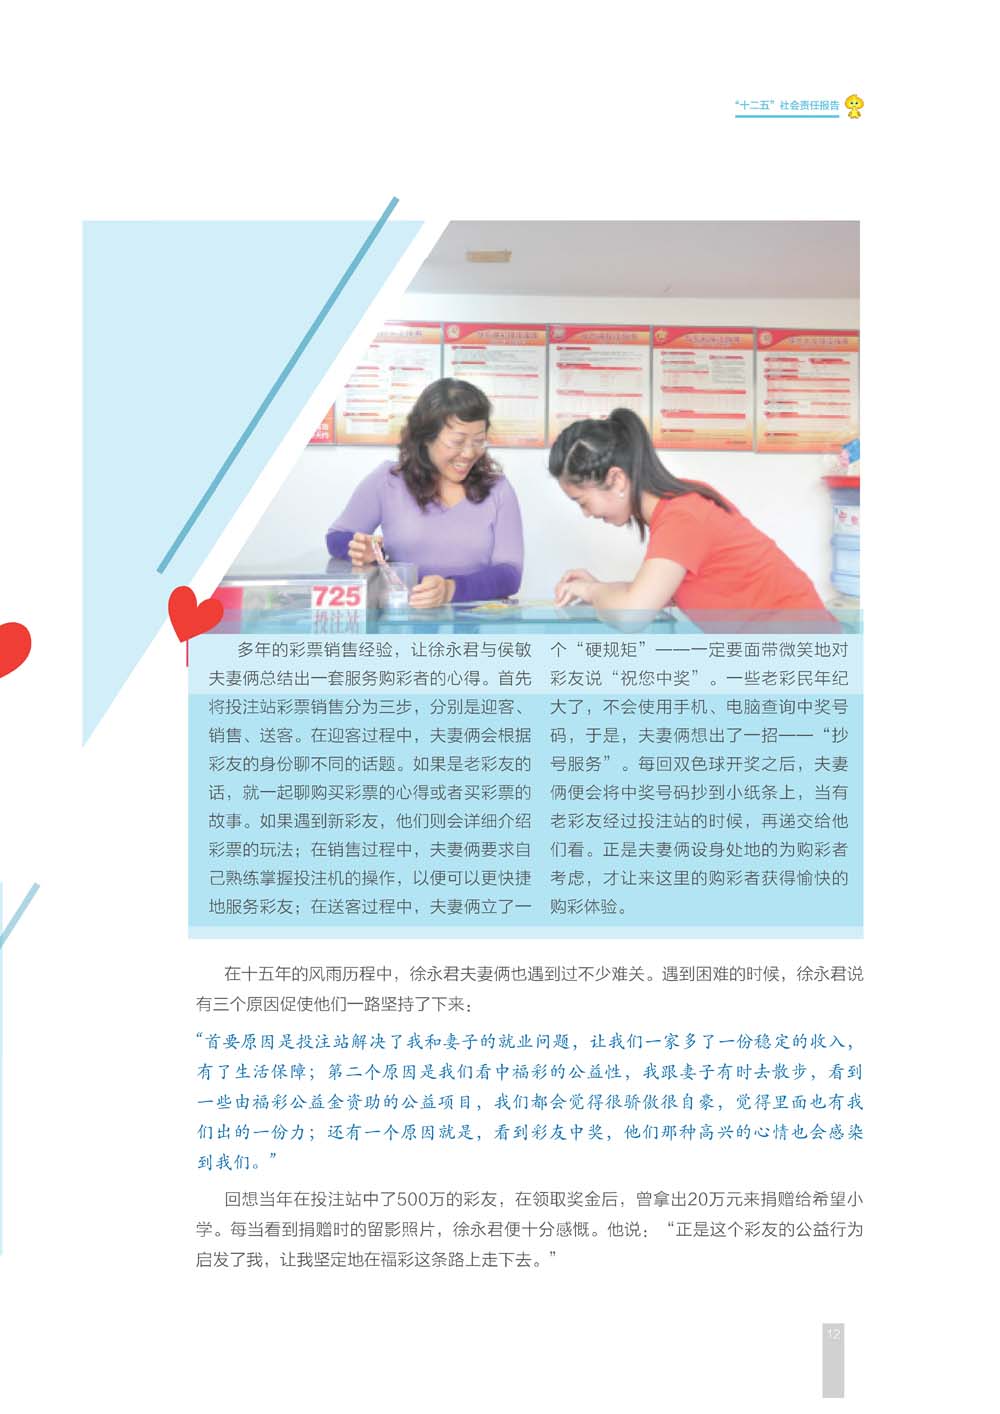 “十二五”社会责任报告
725
投注站
多年的彩票销售经验，让徐永君与侯敏
夫妻俩总结出一套服务购彩者的心得。首先
将投注站彩票销售分为三步，分别是迎客、
销售、送客。在迎客过程中，夫妻俩会根据
彩友的身份聊不同的话题。如果是老彩友的
话，就一起聊购买彩票的心得或者买彩票的
故事。如果遇到新彩友，他们则会详细介绍
彩票的玩法；在销售过程中，夫妻俩要求自
己熟练掌握投注机的操作，以便可以更快捷
地服务彩友；在送客过程中，夫妻俩立了一
个“硬规矩”——一定要面带微笑地对
彩友说“祝您中奖”。一些老彩民年纪
大了，不会使用手机、电脑查询中奖号
码，于是，夫妻俩想出了一招——“抄
号服务”。每回双色球开奖之后，夫妻
俩便会将中奖号码抄到小纸条上，当有
老彩友经过投注站的时候，再递交给他
们看。正是夫妻俩设身处地的为购彩者
考虑，才让来这里的购彩者获得愉快的
购彩体验。
在十五年的风雨历程中，徐永君夫妻俩也遇到过不少难关。遇到困难的时候，徐永君说
有三个原因促使他们一路坚持了下来：
“首要原因是投注站解决了我和妻子的就业问题，让我们一家多了一份稳定的收入，
有了生活保障；第二个原因是我们看中福彩的公益性，我跟妻子有时去散步，看到
一些由福彩公益金资助的公益项目，我们都会觉得很骄傲很自豪，觉得里面也有我
们出的一份力；还有一个原因就是，看到彩友中奖，他们那种高兴的心情也会感染
到我们。”
回想当年在投注站中了500万的彩友，在领取奖金后，曾拿出20万元来捐赠给希望小
学。每当看到捐赠时的留影照片，徐永君便十分感慨。他说：“正是这个彩友的公益行为
启发了我，让我坚定地在福彩这条路上走下去。”
12